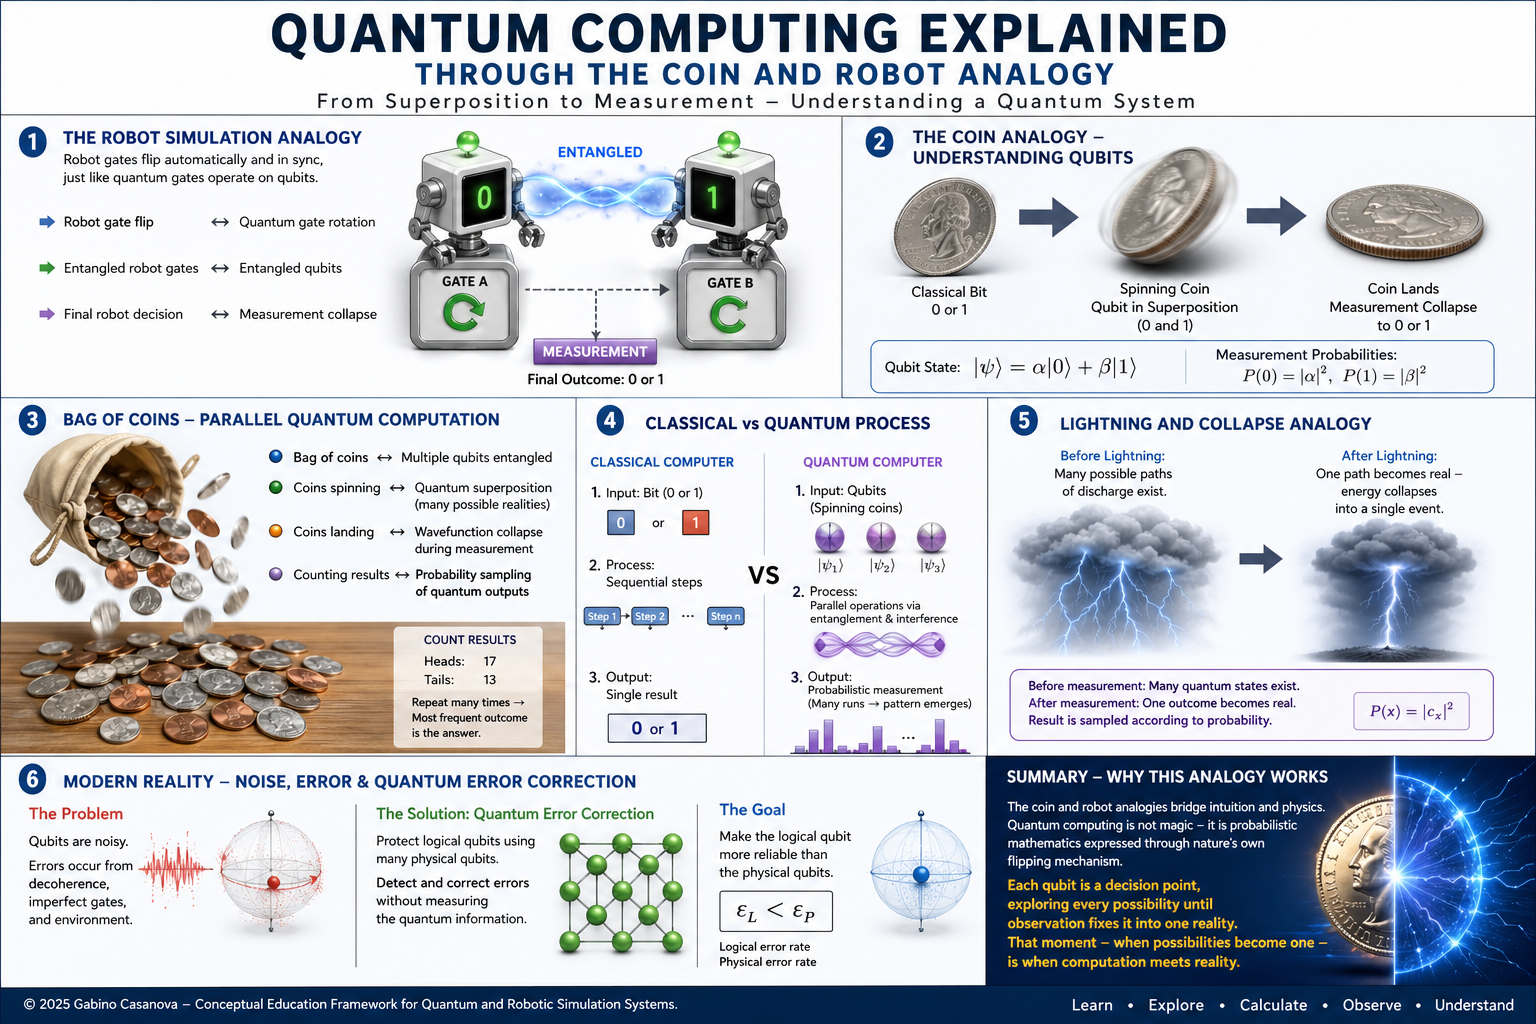 QUANTUM COMPUTING EXPLAINED
THROUGH THE COIN AND ROBOT ANALOGY
From Superposition to Measurement – Understanding a Quantum System
1
THE ROBOT SIMULATION ANALOGY
Robot gates flip automatically and in sync,
just like quantum gates operate on qubits.
Robot gate flip ↔ Quantum gate rotation
Entangled robot gates ↔ Entangled qubits
Final robot decision ↔ Measurement collapse
ENTANGLED
0
1
GATE A
GATE B
MEASUREMENT
Final Outcome: 0 or 1
2
THE COIN ANALOGY –
UNDERSTANDING QUBITS
Classical Bit
0 or 1
Spinning Coin
Qubit in Superposition
(0 and 1)
Coin Lands
Measurement Collapse
to 0 or 1
Qubit State: |ψ⟩ = α|0⟩ + β|1⟩
Measurement Probabilities:
P(0) = |α|², P(1) = |β|²
3
BAG OF COINS – PARALLEL QUANTUM COMPUTATION
Bag of coins ↔ Multiple qubits entangled
Coins spinning ↔ Quantum superposition
(many possible realities)
Coins landing ↔ Wavefunction collapse
during measurement
Counting results ↔ Probability sampling
of quantum outputs
COUNT RESULTS
Heads: 17
Tails: 13
Repeat many times →
Most frequent outcome
is the answer.
4
CLASSICAL vs QUANTUM PROCESS
CLASSICAL COMPUTER
1. Input: Bit (0 or 1)
0 or 1
2. Process:
Sequential steps
Step 1 → Step 2 ... Step n
3. Output:
Single result
0 or 1
VS
QUANTUM COMPUTER
1. Input: Qubits
(Spinning coins)
|ψ₁⟩ |ψ₂⟩ |ψ₃⟩
2. Process:
Parallel operations via
entanglement & interference
3. Output:
Probabilistic measurement
(Many runs → pattern emerges)
...
5
LIGHTNING AND COLLAPSE ANALOGY
Before Lightning:
Many possible paths
of discharge exist.
After Lightning:
One path becomes real –
energy collapses
into a single event.
Before measurement: Many quantum states exist.
After measurement: One outcome becomes real.
Result is sampled according to probability.
P(x) = |cₓ|²
6
MODERN REALITY – NOISE, ERROR & QUANTUM ERROR CORRECTION
The Problem
Qubits are noisy.
Errors occur from
decoherence,
imperfect gates,
and environment.
The Solution: Quantum Error Correction
Protect logical qubits using
many physical qubits.
Detect and correct errors
without measuring
the quantum information.
The Goal
Make the logical qubit
more reliable than
the physical qubits.
ε_L < ε_P
Logical error rate
Physical error rate
SUMMARY – WHY THIS ANALOGY WORKS
The coin and robot analogies bridge intuition and physics.
Quantum computing is not magic – it is probabilistic
mathematics expressed through nature's own
flipping mechanism.
Each qubit is a decision point,
exploring every possibility until
observation fixes it into one reality.
That moment – when possibilities become one –
is when computation meets reality.
© 2025 Gabino Casanova – Conceptual Education Framework for Quantum and Robotic Simulation Systems.
Learn • Explore • Calculate • Observe • Understand